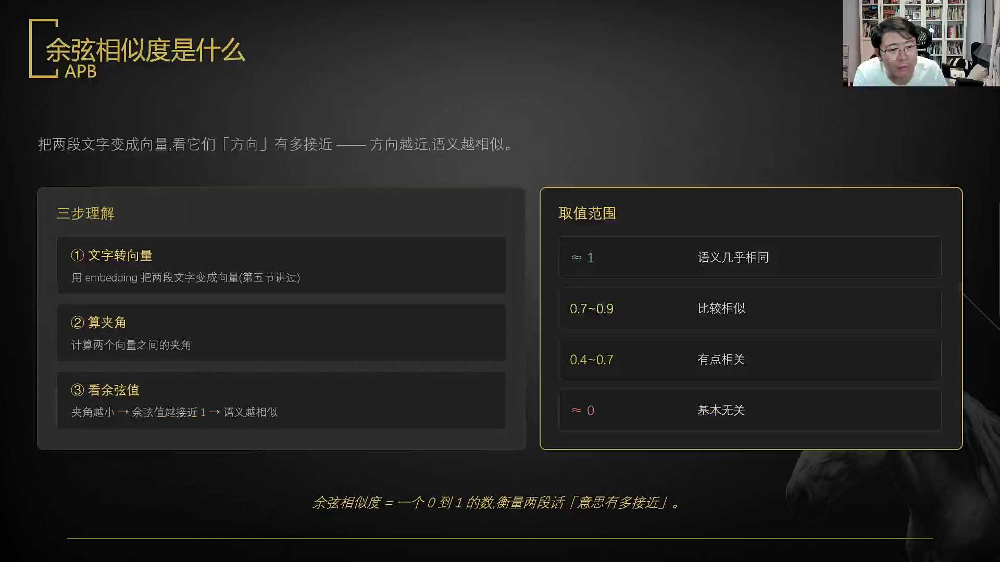 余弦相似度是什么
APB
把两段文字变成向量,看它们「方向」有多接近 —— 方向越近,语义越相似。
三步理解
① 文字转向量
用 embedding 把两段文字变成向量(第五节讲过)
② 算夹角
计算两个向量之间的夹角
③ 看余弦值
夹角越小 → 余弦值越接近 1 → 语义越相似
取值范围
≈ 1 语义几乎相同
0.7~0.9 比较相似
0.4~0.7 有点相关
≈ 0 基本无关
余弦相似度 = 一个 0 到 1 的数,衡量两段话「意思有多接近」。